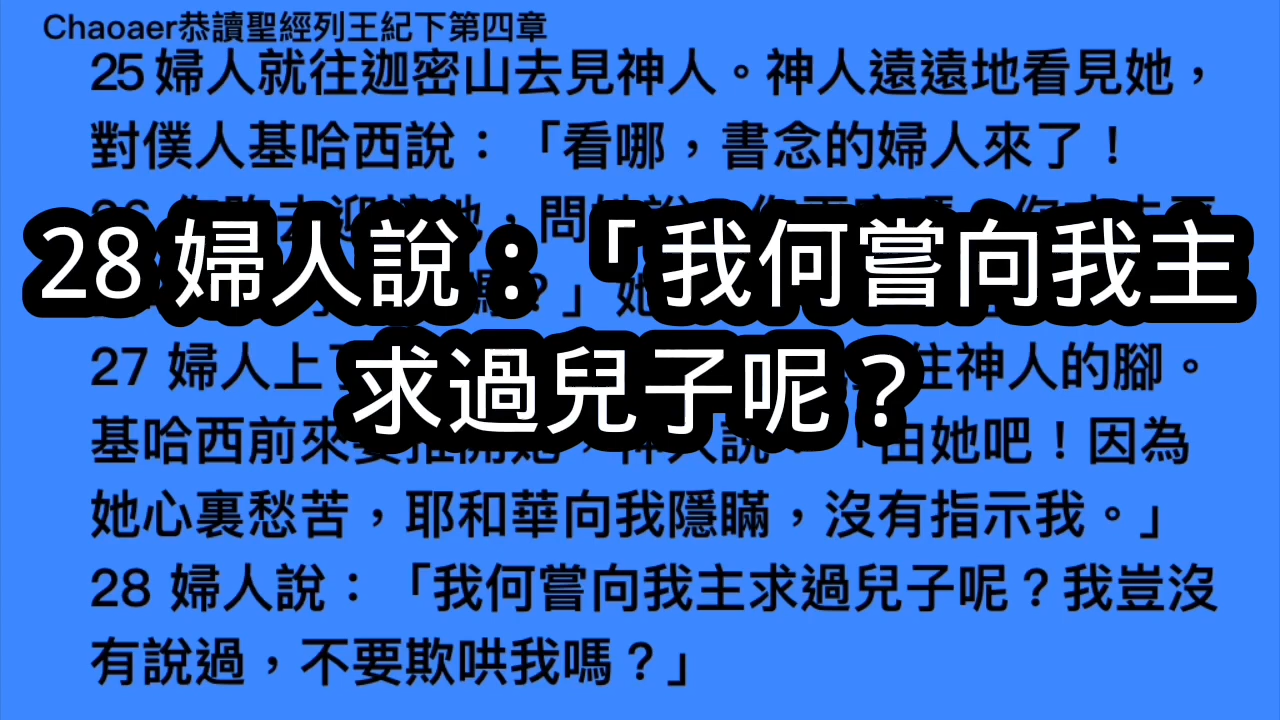 Chaoaer恭讀聖經列王紀下第四章
25 婦人就往迦密山去見神人。神人遠遠地看見她，
對僕人基哈西說：「看哪，書念的婦人來了！
問
28 婦人說：「我何嘗向我主
求過兒子呢？
27 婦人上 住神人的腳。
基哈西前來 「由她吧！因為
她心裏愁苦，耶和華向我隱瞞，沒有指示我。」
28 婦人說：「我何嘗向我主求過兒子呢？我豈沒
有說過，不要欺哄我嗎？」